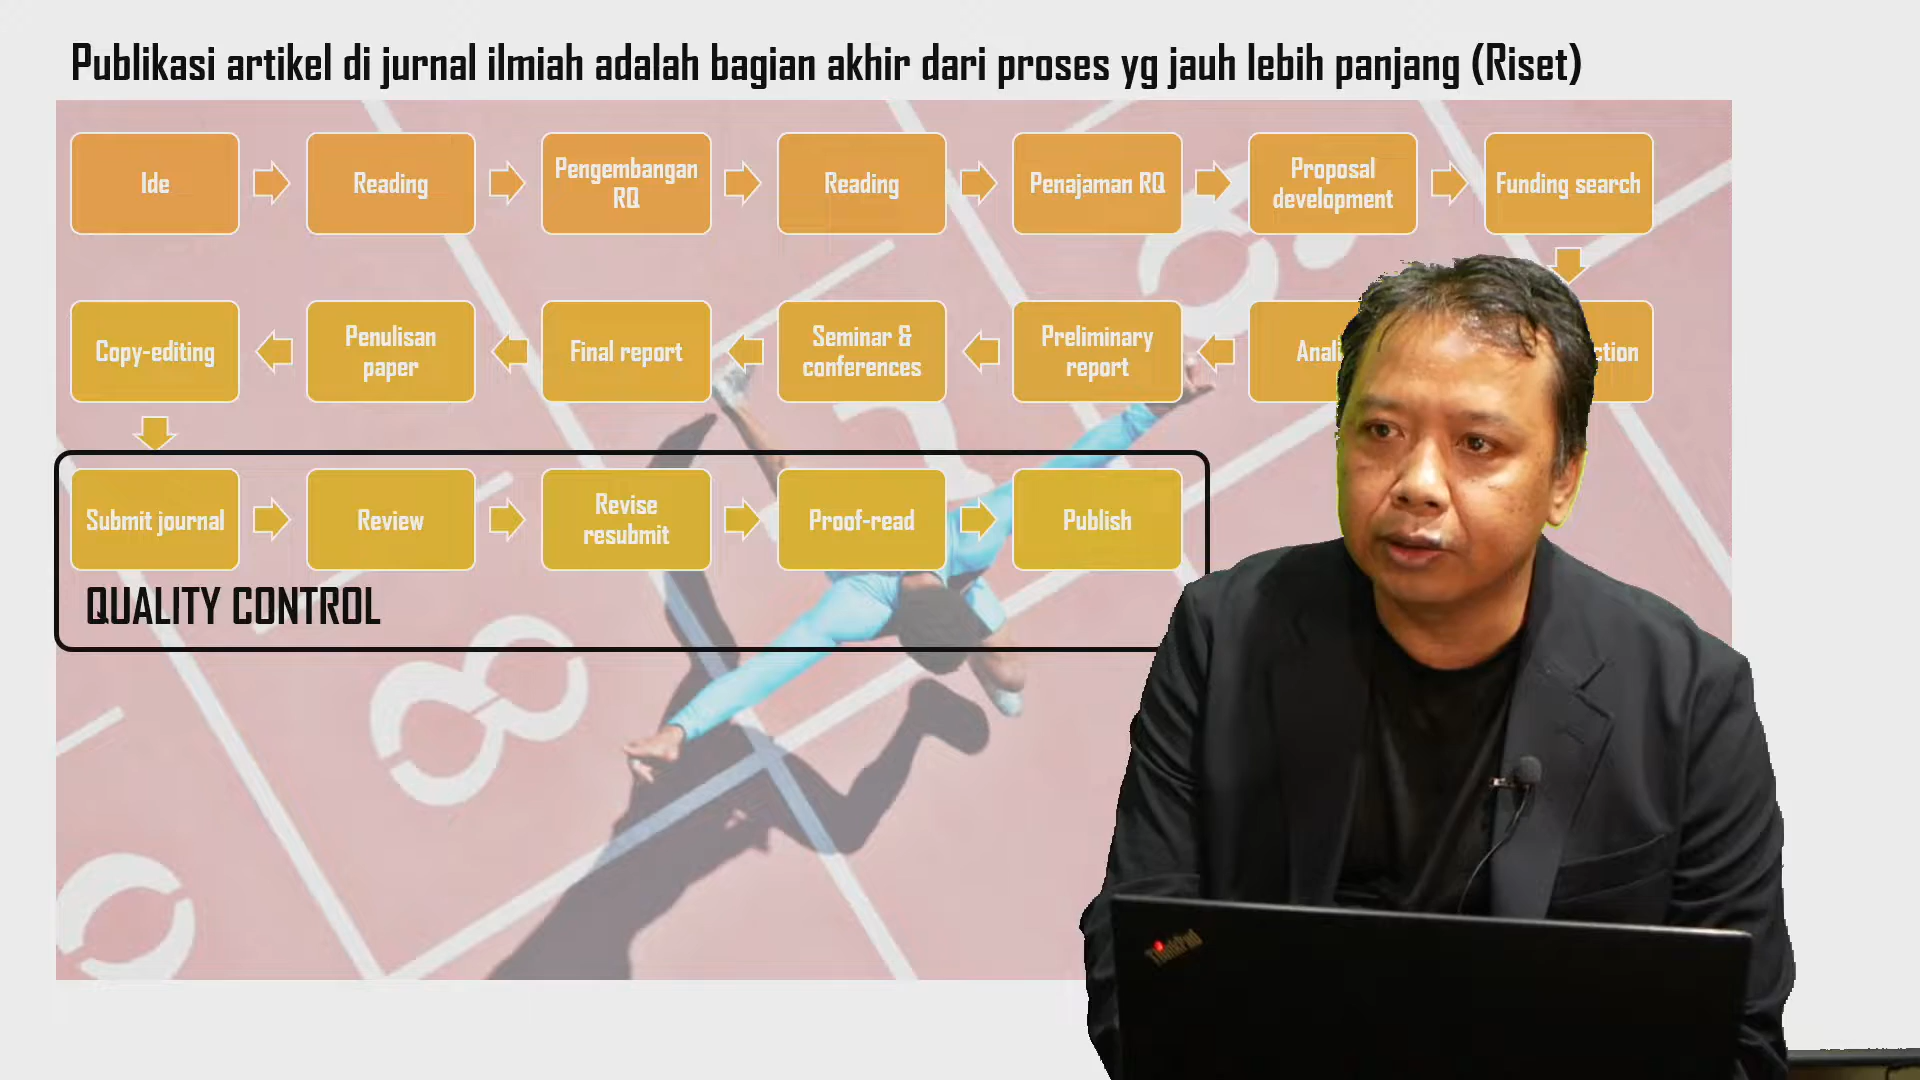 Publikasi artikel di jurnal ilmiah adalah bagian akhir dari proses yg jauh lebih panjang (Riset)
Ide
Reading
Pengembangan
RQ
Reading
Penajaman RQ
Proposal
development
Funding search
Copy-editing
Penulisan
paper
Final report
Seminar &
conferences
Preliminary
report
Submit journal
Review
Revise
resubmit
Proof-read
Publish
QUALITY CONTROL
ThinkPad